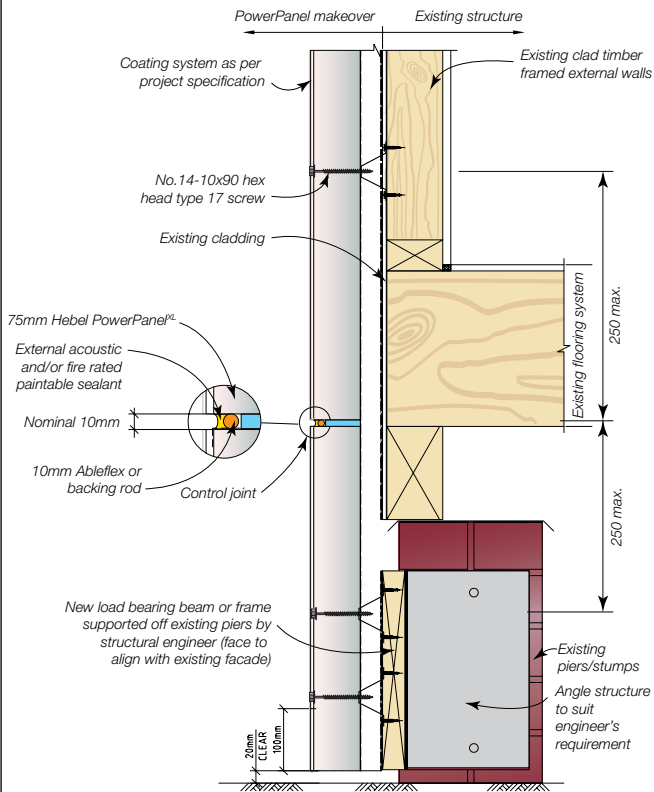 PowerPanel makeover
Existing structure
Coating system as per
project specification
Existing clad timber
framed external walls
No.14-10x90 hex
head type 17 screw
Existing cladding
75mm Hebel PowerPanelXL
External acoustic
and/or fire rated
paintable sealant
Nominal 10mm
10mm Ableflex or
backing rod
Control joint
Existing flooring system
250 max.
250 max.
New load bearing beam or frame
supported off existing piers by
structural engineer (face to
align with existing facade)
Existing
piers/stumps
Angle structure
to suit
engineer's
requirement
20mm
CLEAR
100mm